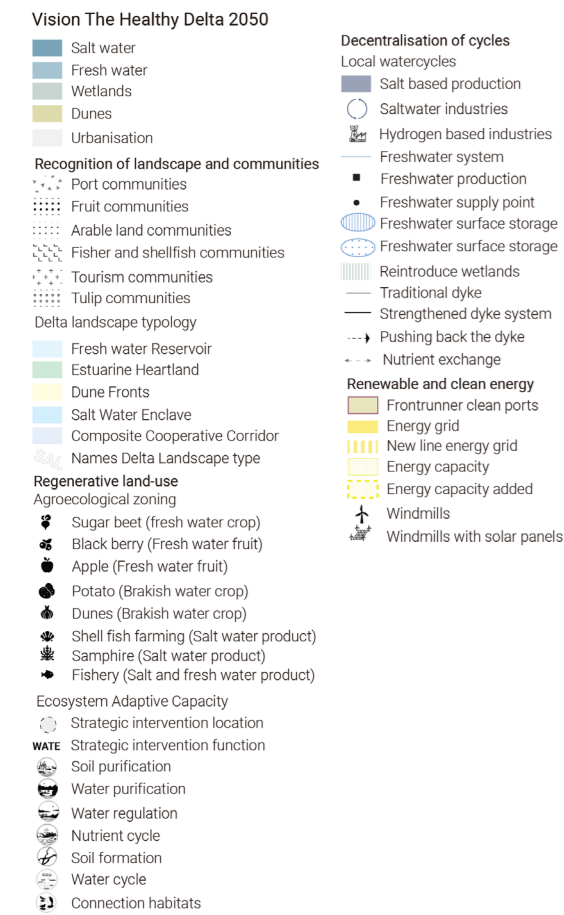 Vision The Healthy Delta 2050
Salt water
Fresh water
Wetlands
Dunes
Urbanisation
Recognition of landscape and communities
Port communities
Fruit communities
Arable land communities
Fisher and shellfish communities
Tourism communities
Tulip communities
Delta landscape typology
Fresh water Reservoir
Estuarine Heartland
Dune Fronts
Salt Water Enclave
Composite Cooperative Corridor
SAL Names Delta Landscape type
Regenerative land-use
Agroecological zoning
Sugar beet (fresh water crop)
Black berry (Fresh water fruit)
Apple (Fresh water fruit)
Potato (Brakish water crop)
Dunes (Brakish water crop)
Shell fish farming (Salt water product)
Samphire (Salt water product)
Fishery (Salt and fresh water product)
Ecosystem Adaptive Capacity
Strategic intervention location
WATE Strategic intervention function
Soil purification
Water purification
Water regulation
Nutrient cycle
Soil formation
Water cycle
Connection habitats
Decentralisation of cycles
Local watercycles
Salt based production
Saltwater industries
Hydrogen based industries
Freshwater system
Freshwater production
Freshwater supply point
Freshwater surface storage
Freshwater surface storage
Reintroduce wetlands
Traditional dyke
Strengthened dyke system
Pushing back the dyke
Nutrient exchange
Renewable and clean energy
Frontrunner clean ports
Energy grid
New line energy grid
Energy capacity
Energy capacity added
Windmills
Windmills with solar panels